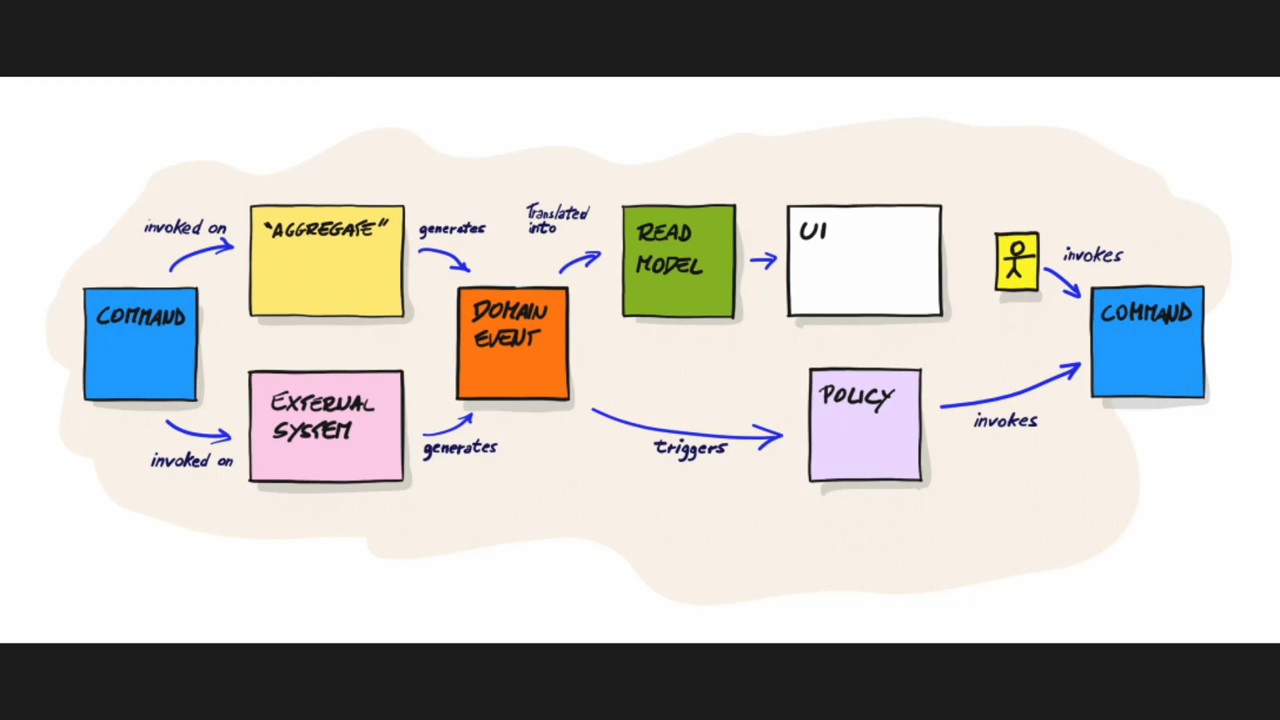 invoked on
"AGGREGATE"
generates
Translated
into
READ
MODEL
UI
invokes
COMMAND
DOMAIN
EVENT
COMMAND
EXTERNAL
SYSTEM
POLICY
invoked on
generates
triggers
invokes